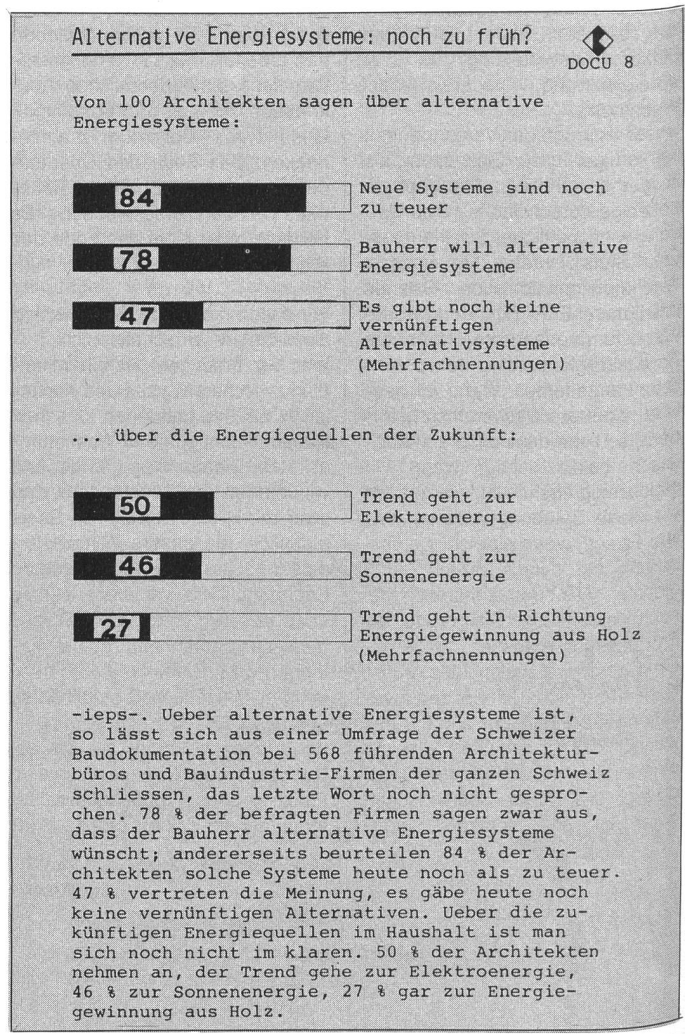 Alternative Energiesysteme: noch zu früh?
DOCU 8
Von 100 Architekten sagen über alternative
Energiesysteme:
84
Neue Systeme sind noch
zu teuer
78
Bauherr will alternative
Energiesysteme
47
Es gibt noch keine
vernünftigen
Alternativsysteme
(Mehrfachnennungen)
... über die Energiequellen der Zukunft:
50
Trend geht zur
Elektroenergie
46
Trend geht zur
Sonnenenergie
27
Trend geht in Richtung
Energiegewinnung aus Holz
(Mehrfachnennungen)
-ieps-. Ueber alternative Energiesysteme ist,
so lässt sich aus einer Umfrage der Schweizer
Baudokumentation bei 568 führenden Architektur-
büros und Bauindustrie-Firmen der ganzen Schweiz
schliessen, das letzte Wort noch nicht gespro-
chen. 78 % der befragten Firmen sagen zwar aus,
dass der Bauherr alternative Energiesysteme
wünscht; andererseits beurteilen 84 % der Ar-
chitekten solche Systeme heute noch als zu teuer.
47 % vertreten die Meinung, es gäbe heute noch
keine vernünftigen Alternativen. Ueber die zu-
künftigen Energiequellen im Haushalt ist man
sich noch nicht im klaren. 50 % der Architekten
nehmen an, der Trend gehe zur Elektroenergie,
46 % zur Sonnenenergie, 27 % gar zur Energie-
gewinnung aus Holz.